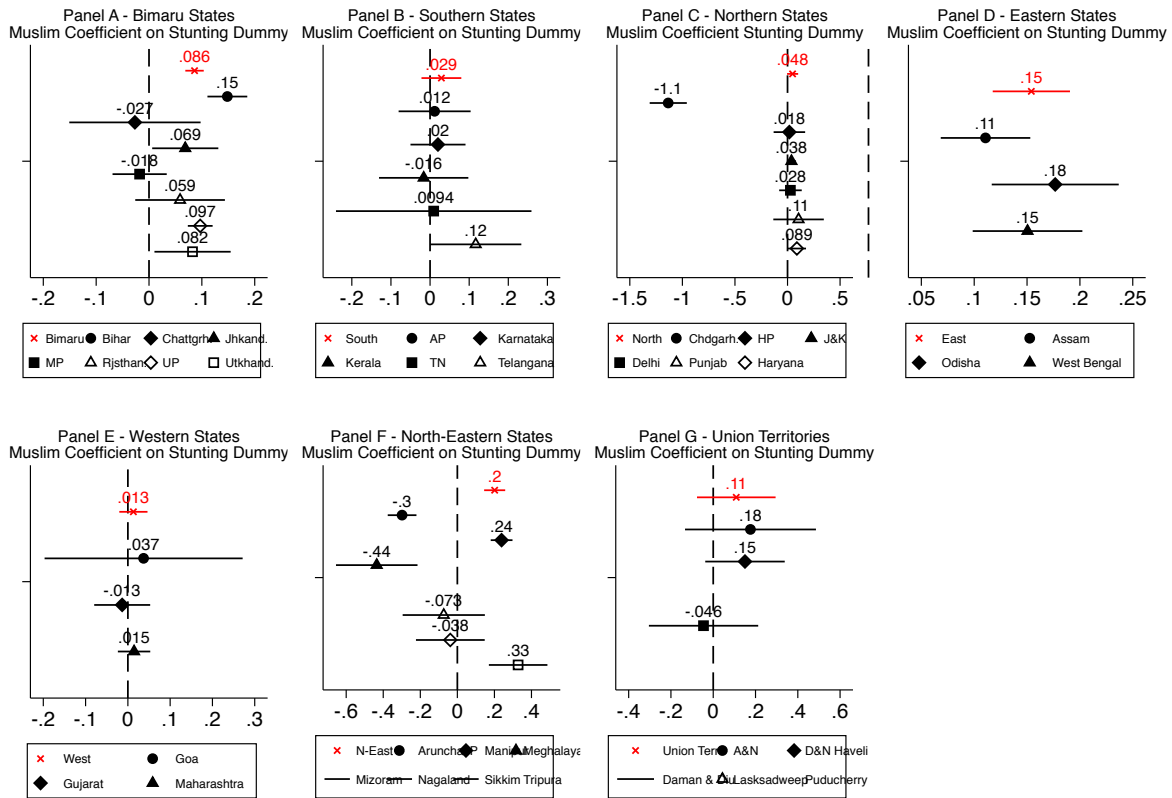 Panel A - Bimaru States
Muslim Coefficient on Stunting Dummy
.086
.15
-.027
.069
-.018
.059
.097
.082
-.2 -.1 0 .1 .2
Bimaru Bihar Chattgrh Jhkand.
MP Rjsthan. UP Utkhand.
Panel B - Southern States
Muslim Coefficient on Stunting Dummy
.029
.012
.02
-.016
.0094
.12
-.3 -.2 -.1 0 .1 .2 .3
South AP Karnataka
Kerala TN Telangana
Panel C - Northern States
Muslim Coefficient on Stunting Dummy
.048
-1.1
.018
.038
.028
.11
.089
-1.5 -1 -.5 0 .5
North Chdgarh. HP J&K
Delhi Punjab Haryana
Panel D - Eastern States
Muslim Coefficient on Stunting Dummy
.15
.11
.18
.15
.05 .1 .15 .2 .25
East Assam
Odisha West Bengal
Panel E - Western States
Muslim Coefficient on Stunting Dummy
.013
.037
-.013
.015
-.2 -.1 0 .1 .2 .3
West Goa
Gujarat Maharashtra
Panel F - North-Eastern States
Muslim Coefficient on Stunting Dummy
.2
-.3
.24
-.44
-.073
-.038
.33
-.6 -.4 -.2 0 .2 .4
N-East Arunchal P Manipur Meghalaya
Mizoram Nagaland Sikkim Tripura
Panel G - Union Territories
Muslim Coefficient on Stunting Dummy
.11
.18
.15
-.046
-.4 -.2 0 .2 .4 .6
Union Terr A&N D&N Haveli
Daman & Diu Lasksadweep Puducherry